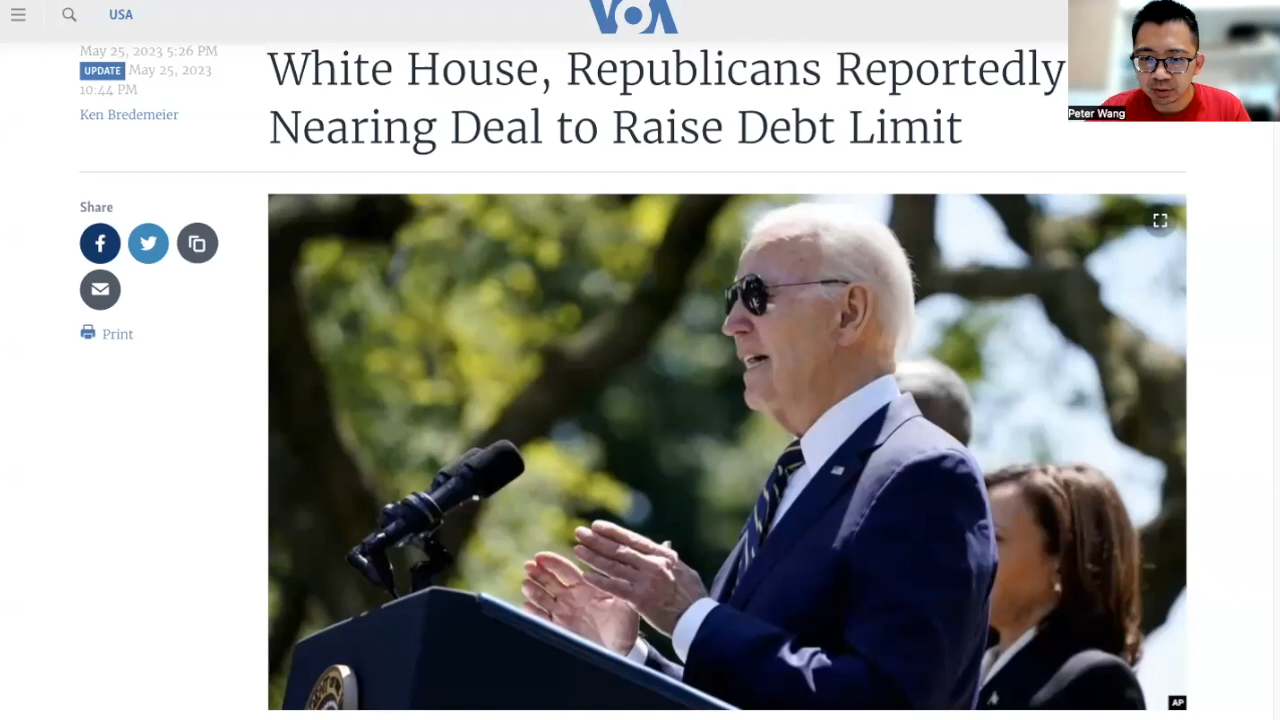 VOA
USA
May 25, 2023 5:26 PM
UPDATE May 25, 2023
10:44 PM
Ken Bredemeier
White House, Republicans Reportedly
Nearing Deal to Raise Debt Limit
Peter Wang
Share
Print
AP